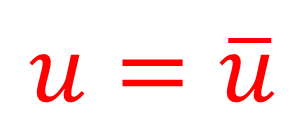 u = ū